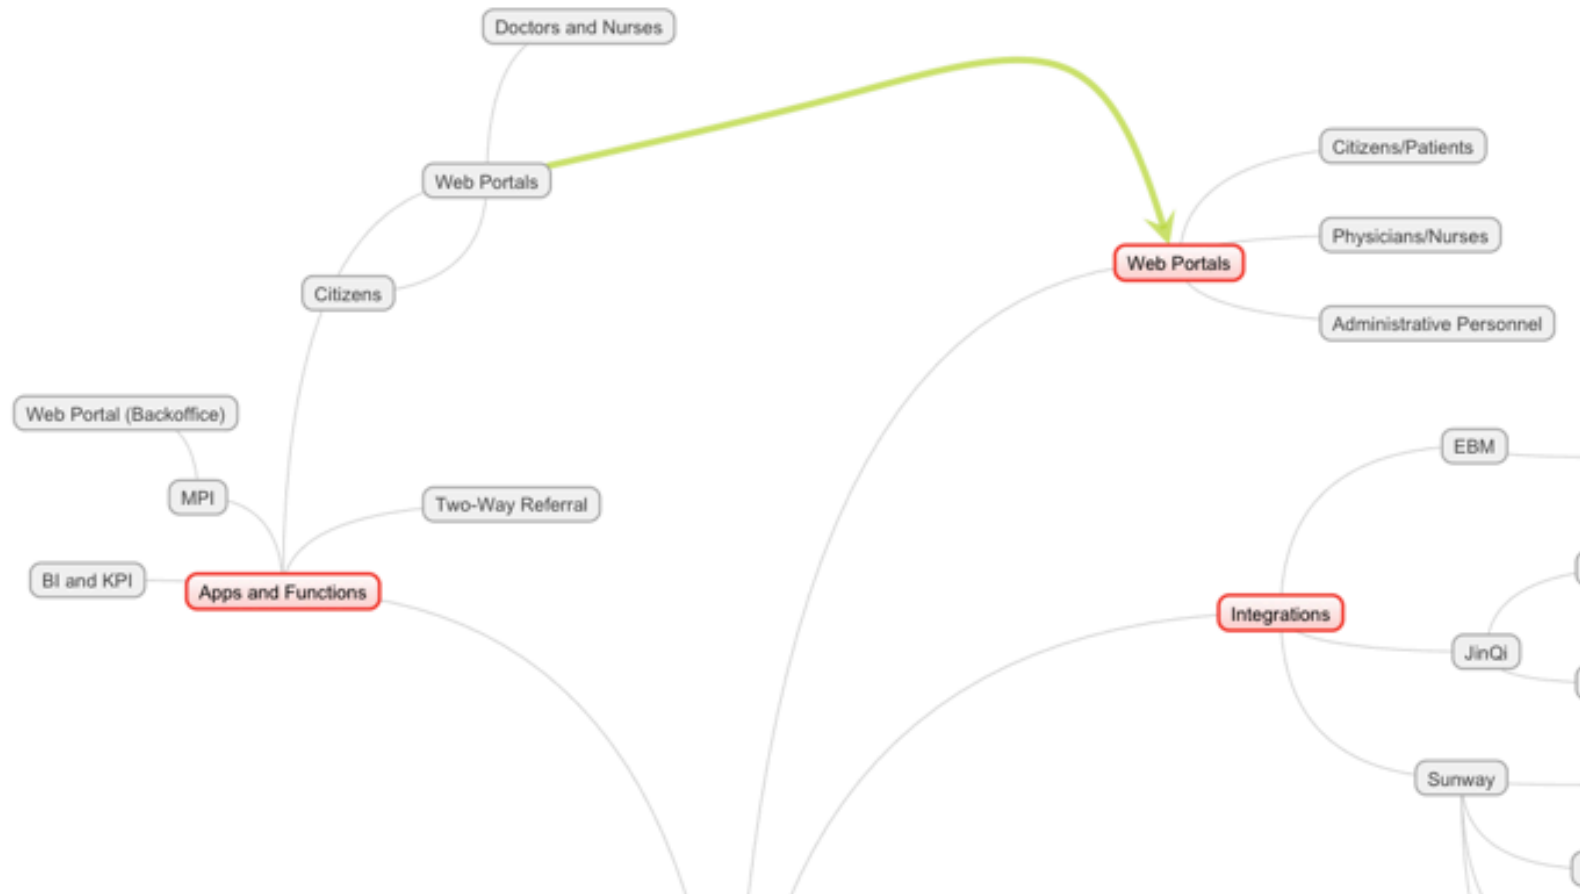 Doctors and Nurses
Web Portals
Citizens
Web Portal (Backoffice)
MPI
Two-Way Referral
BI and KPI
Apps and Functions
Citizens/Patients
Physicians/Nurses
Web Portals
Administrative Personnel
EBM
Integrations
JinQi
Sunway